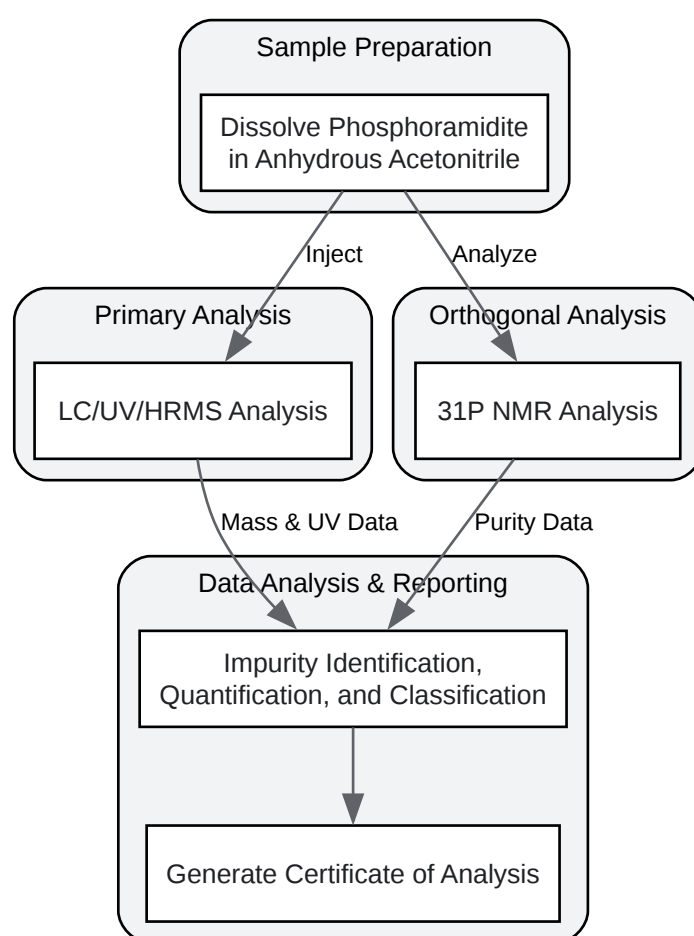 Sample Preparation
Dissolve Phosphoramidite
in Anhydrous Acetonitrile
Inject
Analyze
Primary Analysis
Orthogonal Analysis
LC/UV/HRMS Analysis
31P NMR Analysis
Mass & UV Data
Purity Data
Data Analysis & Reporting
Impurity Identification,
Quantification, and Classification
Generate Certificate of Analysis